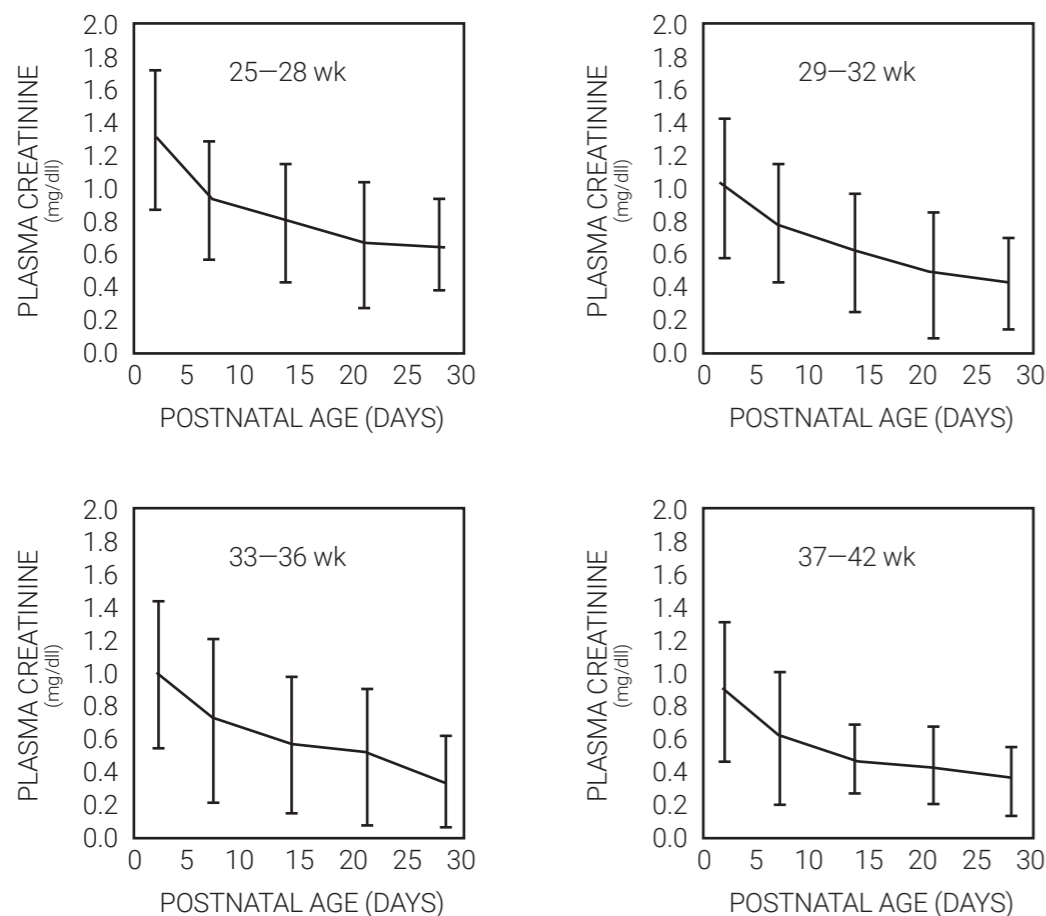 2.0
1.8
1.6
1.4
1.2
1.0
0.8
0.6
0.4
0.2
0.0
PLASMA CREATININE
(mg/dll)
25–28 wk
0 5 10 15 20 25 30
POSTNATAL AGE (DAYS)
2.0
1.8
1.6
1.4
1.2
1.0
0.8
0.6
0.4
0.2
0.0
PLASMA CREATININE
(mg/dll)
29–32 wk
0 5 10 15 20 25 30
POSTNATAL AGE (DAYS)
2.0
1.8
1.6
1.4
1.2
1.0
0.8
0.6
0.4
0.2
0.0
PLASMA CREATININE
(mg/dll)
33–36 wk
0 5 10 15 20 25 30
POSTNATAL AGE (DAYS)
2.0
1.8
1.6
1.4
1.2
1.0
0.8
0.6
0.4
0.2
0.0
PLASMA CREATININE
(mg/dll)
37–42 wk
0 5 10 15 20 25 30
POSTNATAL AGE (DAYS)